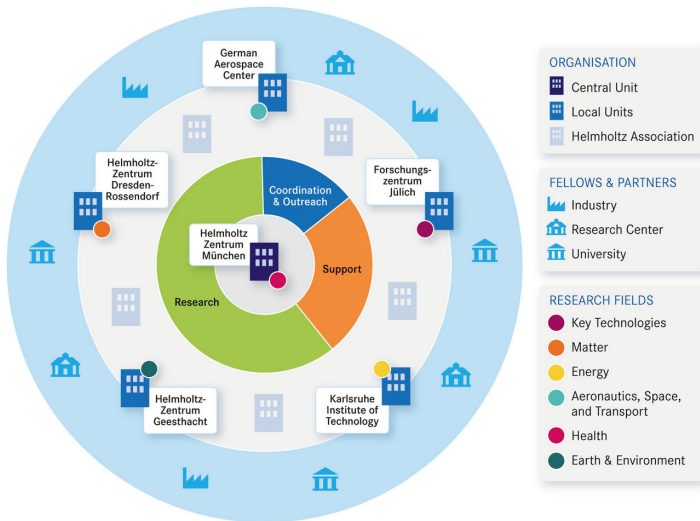 German
Aerospace
Center
Helmholtz-
Zentrum
Dresden-
Rossendorf
Forschungs-
zentrum
Jülich
Coordination
& Outreach
Helmholtz
Zentrum
München
Research
Support
Helmholtz-
Zentrum
Geesthacht
Karlsruhe
Institute of
Technology
ORGANISATION
Central Unit
Local Units
Helmholtz Association
FELLOWS & PARTNERS
Industry
Research Center
University
RESEARCH FIELDS
Key Technologies
Matter
Energy
Aeronautics, Space,
and Transport
Health
Earth & Environment